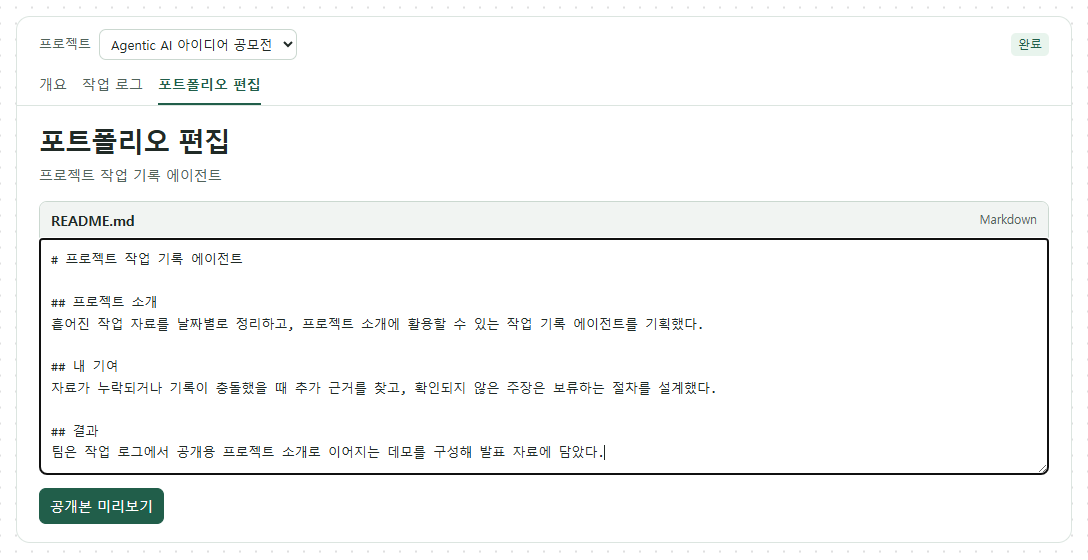 프로젝트 Agentic AI 아이디어 공모전 완료
개요 작업 로그 포트폴리오 편집
포트폴리오 편집
프로젝트 작업 기록 에이전트
README.md Markdown
# 프로젝트 작업 기록 에이전트
## 프로젝트 소개
흩어진 작업 자료를 날짜별로 정리하고, 프로젝트 소개에 활용할 수 있는 작업 기록 에이전트를 기획했다.
## 내 기여
자료가 누락되거나 기록이 충돌했을 때 추가 근거를 찾고, 확인되지 않은 주장은 보류하는 절차를 설계했다.
## 결과
팀은 작업 로그에서 공개용 프로젝트 소개로 이어지는 데모를 구성해 발표 자료에 담았다.
공개본 미리보기